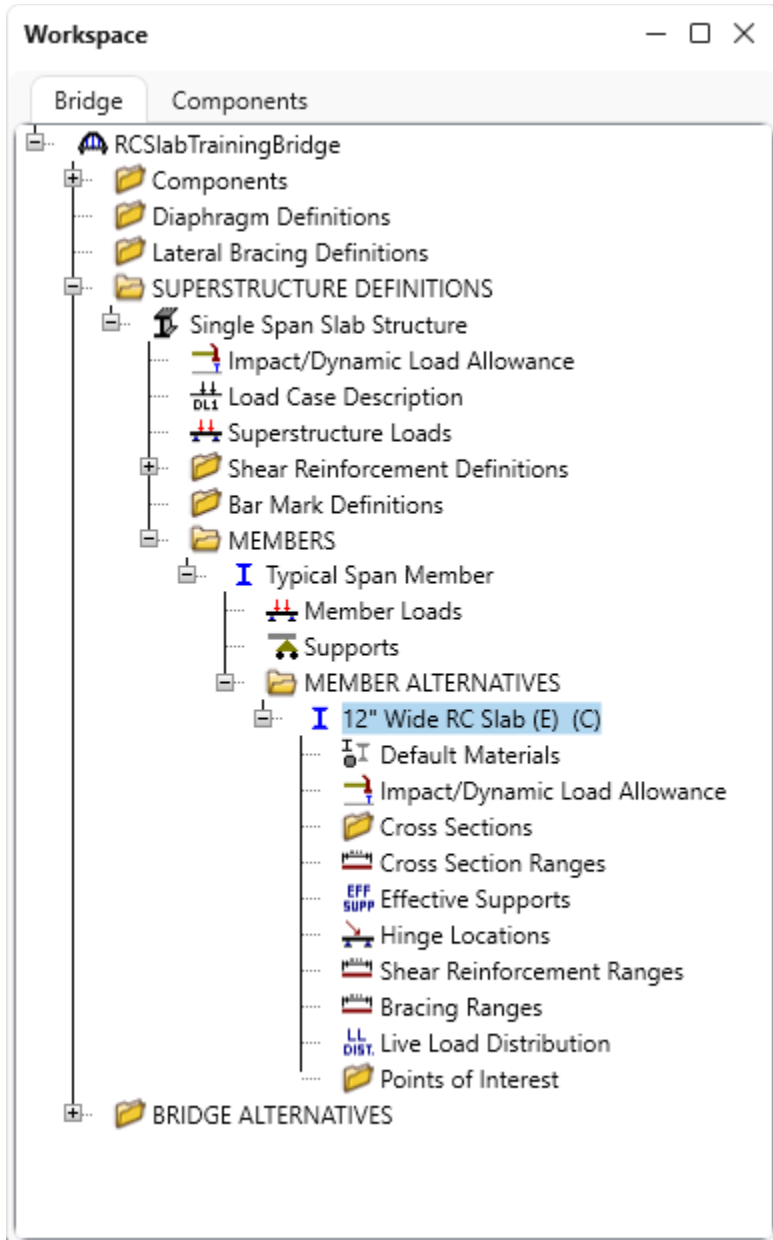 Workspace
Bridge Components
RCSlabTrainingBridge
Components
Diaphragm Definitions
Lateral Bracing Definitions
SUPERSTRUCTURE DEFINITIONS
Single Span Slab Structure
Impact/Dynamic Load Allowance
DL1 Load Case Description
Superstructure Loads
Shear Reinforcement Definitions
Bar Mark Definitions
MEMBERS
Typical Span Member
Member Loads
Supports
MEMBER ALTERNATIVES
12" Wide RC Slab (E) (C)
Default Materials
Impact/Dynamic Load Allowance
Cross Sections
Cross Section Ranges
EFF SUPP Effective Supports
Hinge Locations
Shear Reinforcement Ranges
Bracing Ranges
LL DIST. Live Load Distribution
Points of Interest
BRIDGE ALTERNATIVES